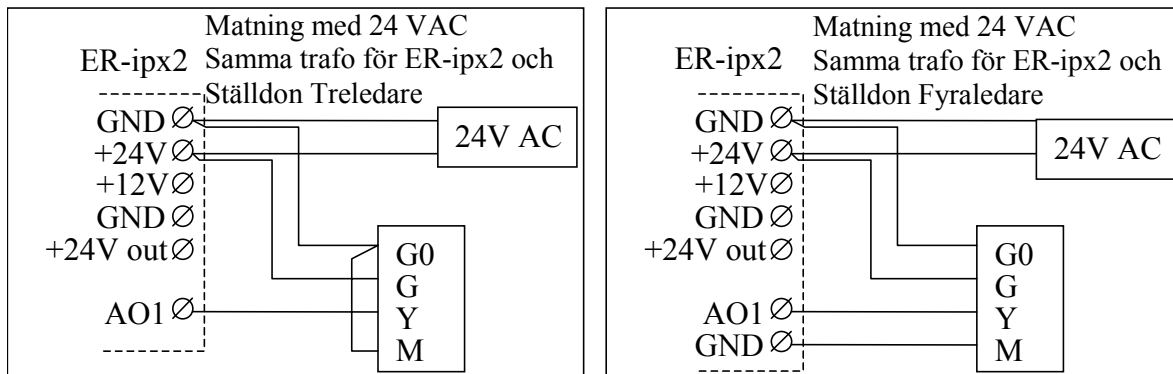 Matning med 24 VAC
ER-ipx2 Samma trafo för ER-ipx2 och
Ställdon Treledare
GND
24V AC
+24V
+12V
GND
+24V out
G0
G
AO1
Y
M
Matning med 24 VAC
ER-ipx2 Samma trafo för ER-ipx2 och
Ställdon Fyraledare
GND
24V AC
+24V
+12V
GND
+24V out
G0
G
AO1
Y
GND
M